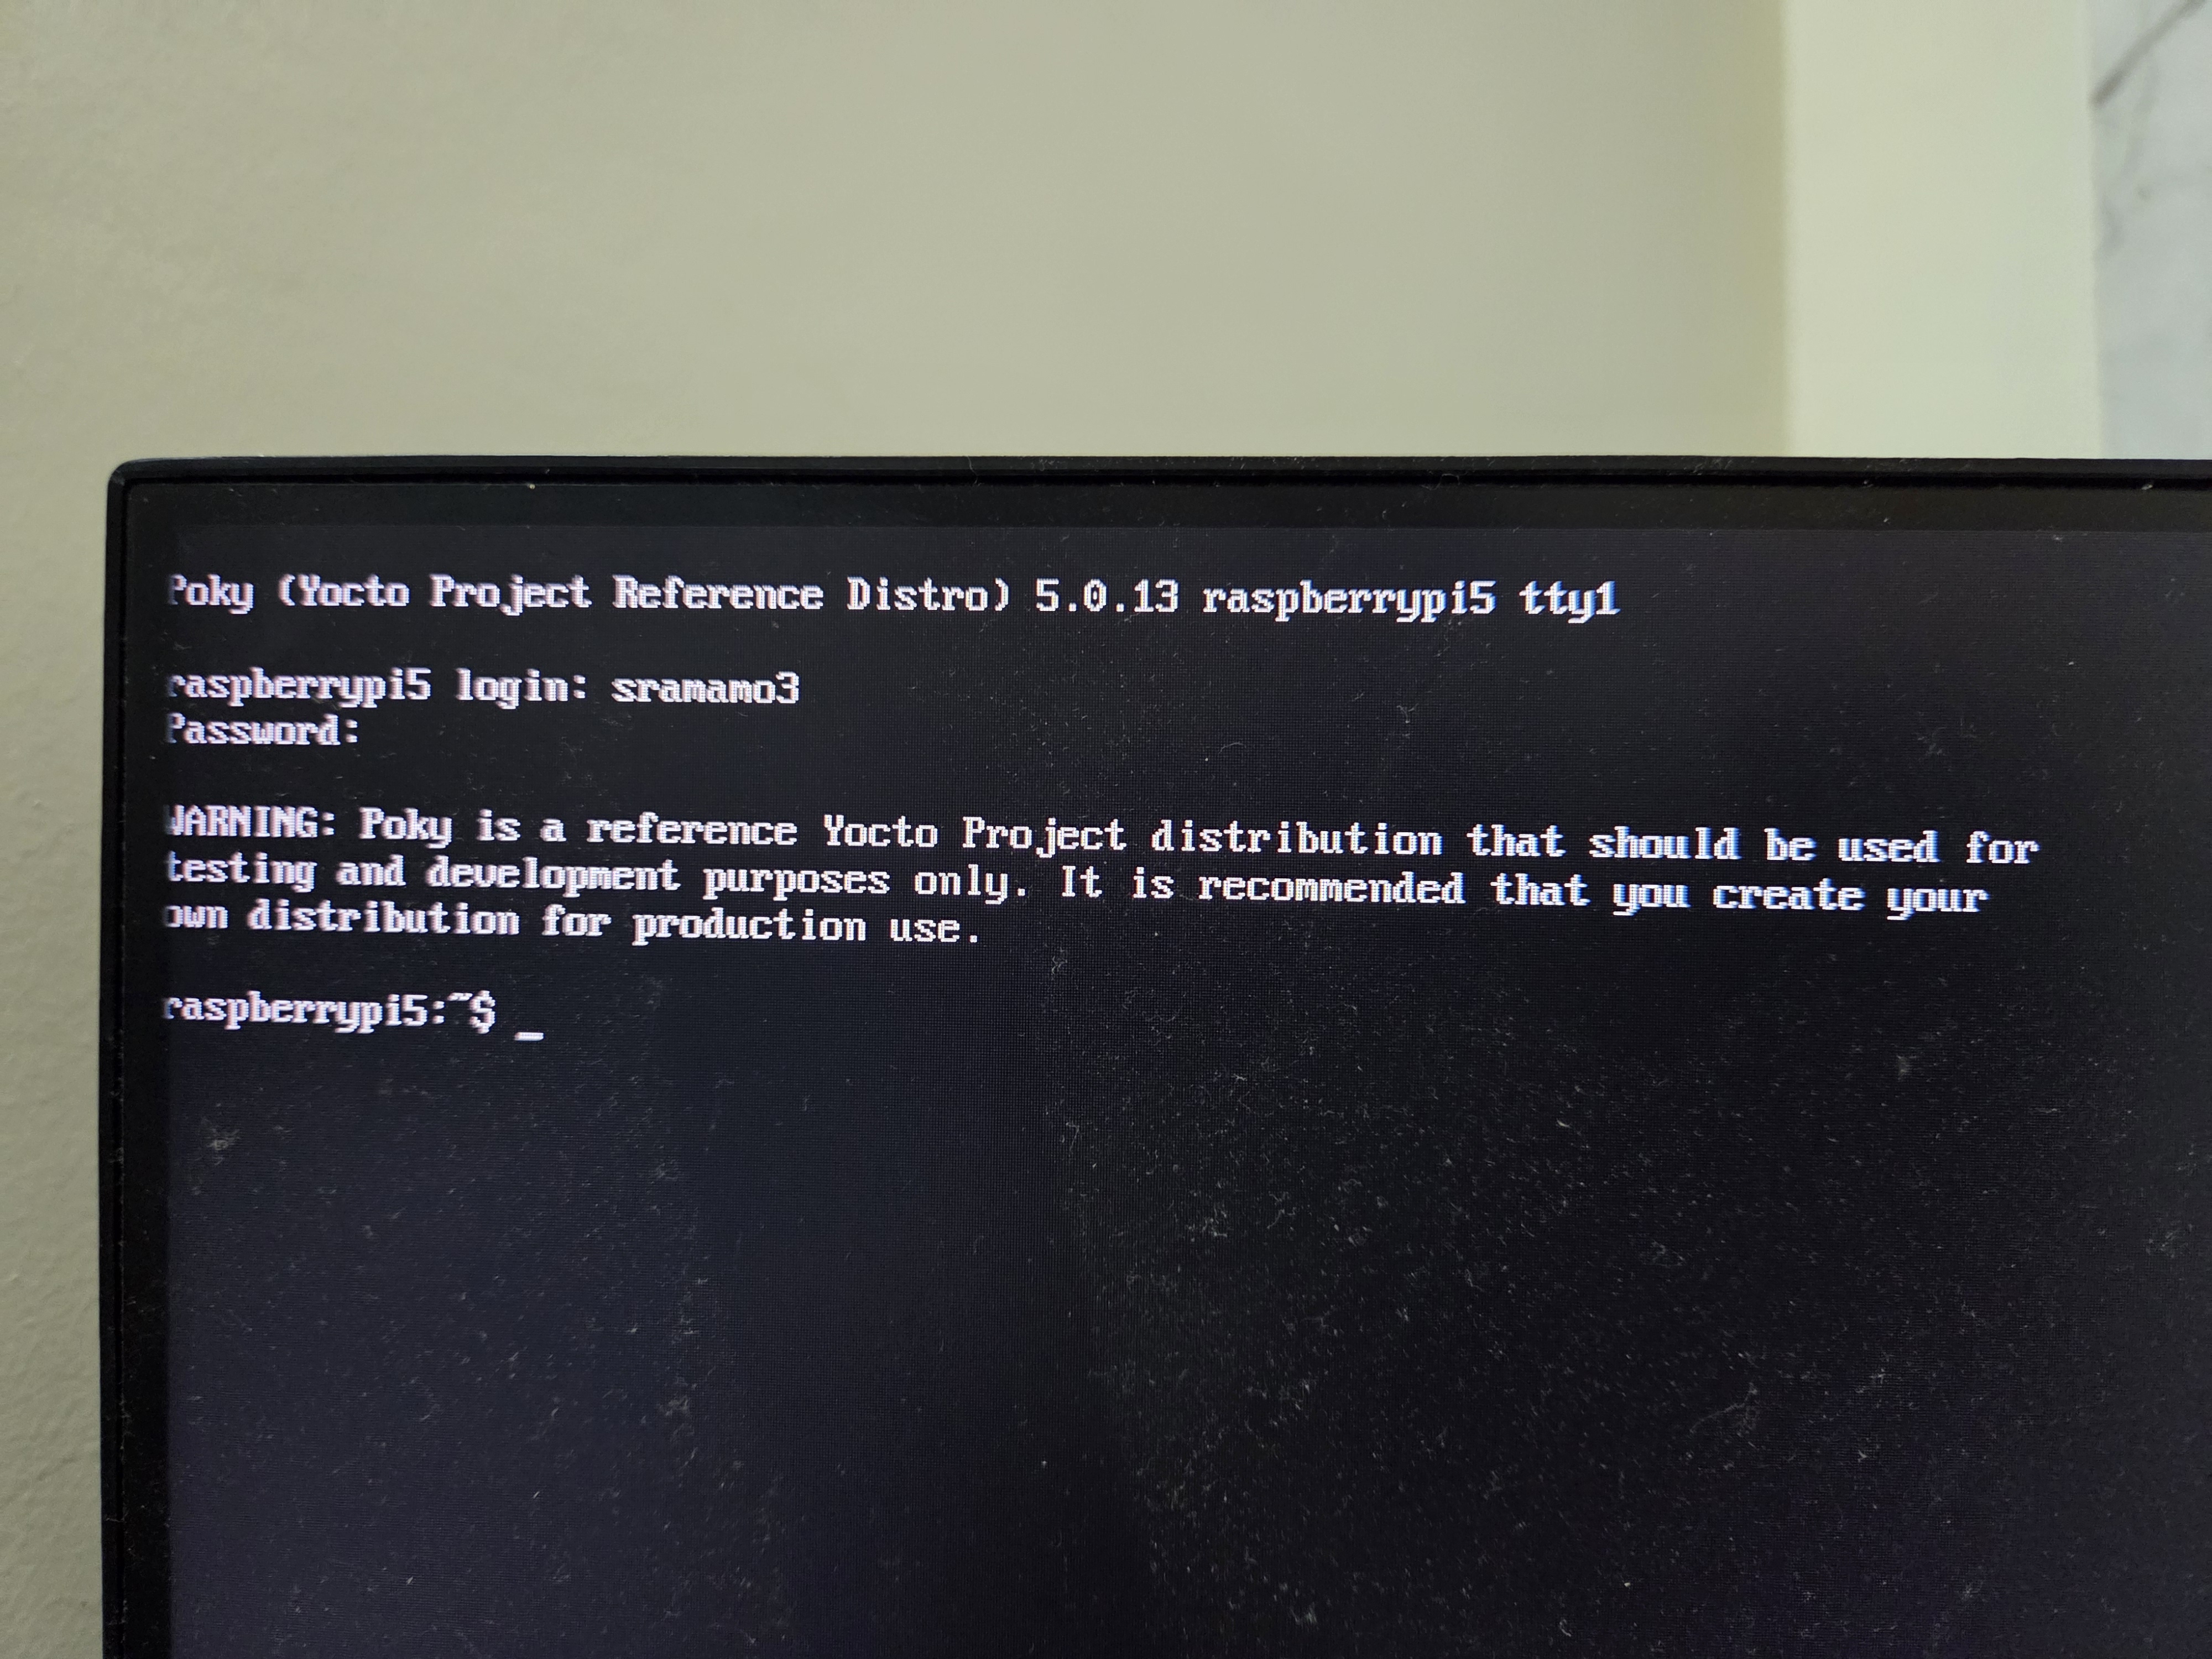 Poky (Yocto Project Reference Distro) 5.0.13 raspberrypi5 tty1
raspberrypi5 login: sramamo3
Password:
WARNING: Poky is a reference Yocto Project distribution that should be used for
testing and development purposes only. It is recommended that you create your
own distribution for production use.
raspberrypi5:~$ _